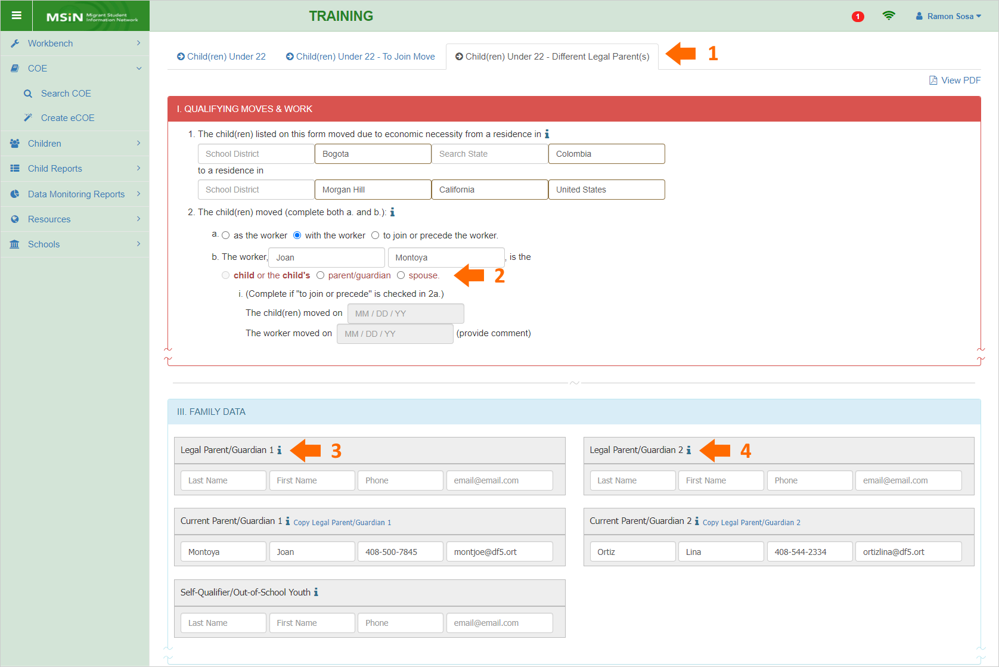 MSiN Migrant Student Information Network
TRAINING
1
Ramon Sosa
Workbench
COE
Search COE
Create eCOE
Children
Child Reports
Data Monitoring Reports
Resources
Schools
Child(ren) Under 22
Child(ren) Under 22 - To Join Move
Child(ren) Under 22 - Different Legal Parent(s)
1
View PDF
I. QUALIFYING MOVES & WORK
1. The child(ren) listed on this form moved due to economic necessity from a residence in
School District Bogota Search State Colombia
to a residence in
School District Morgan Hill California United States
2. The child(ren) moved (complete both a. and b.):
a. as the worker with the worker to join or precede the worker.
b. The worker, Joan Montoya , is the
child or the child's parent/guardian spouse.
2
i. (Complete if "to join or precede" is checked in 2a.)
The child(ren) moved on MM / DD / YY
The worker moved on MM / DD / YY (provide comment)
III. FAMILY DATA
Legal Parent/Guardian 1
3
Last Name First Name Phone email@email.com
Legal Parent/Guardian 2
4
Last Name First Name Phone email@email.com
Current Parent/Guardian 1 Copy Legal Parent/Guardian 1
Montoya Joan 408-500-7845 montjoe@df5.ort
Current Parent/Guardian 2 Copy Legal Parent/Guardian 2
Ortiz Lina 408-544-2334 ortizlina@df5.ort
Self-Qualifier/Out-of-School Youth
Last Name First Name Phone email@email.com